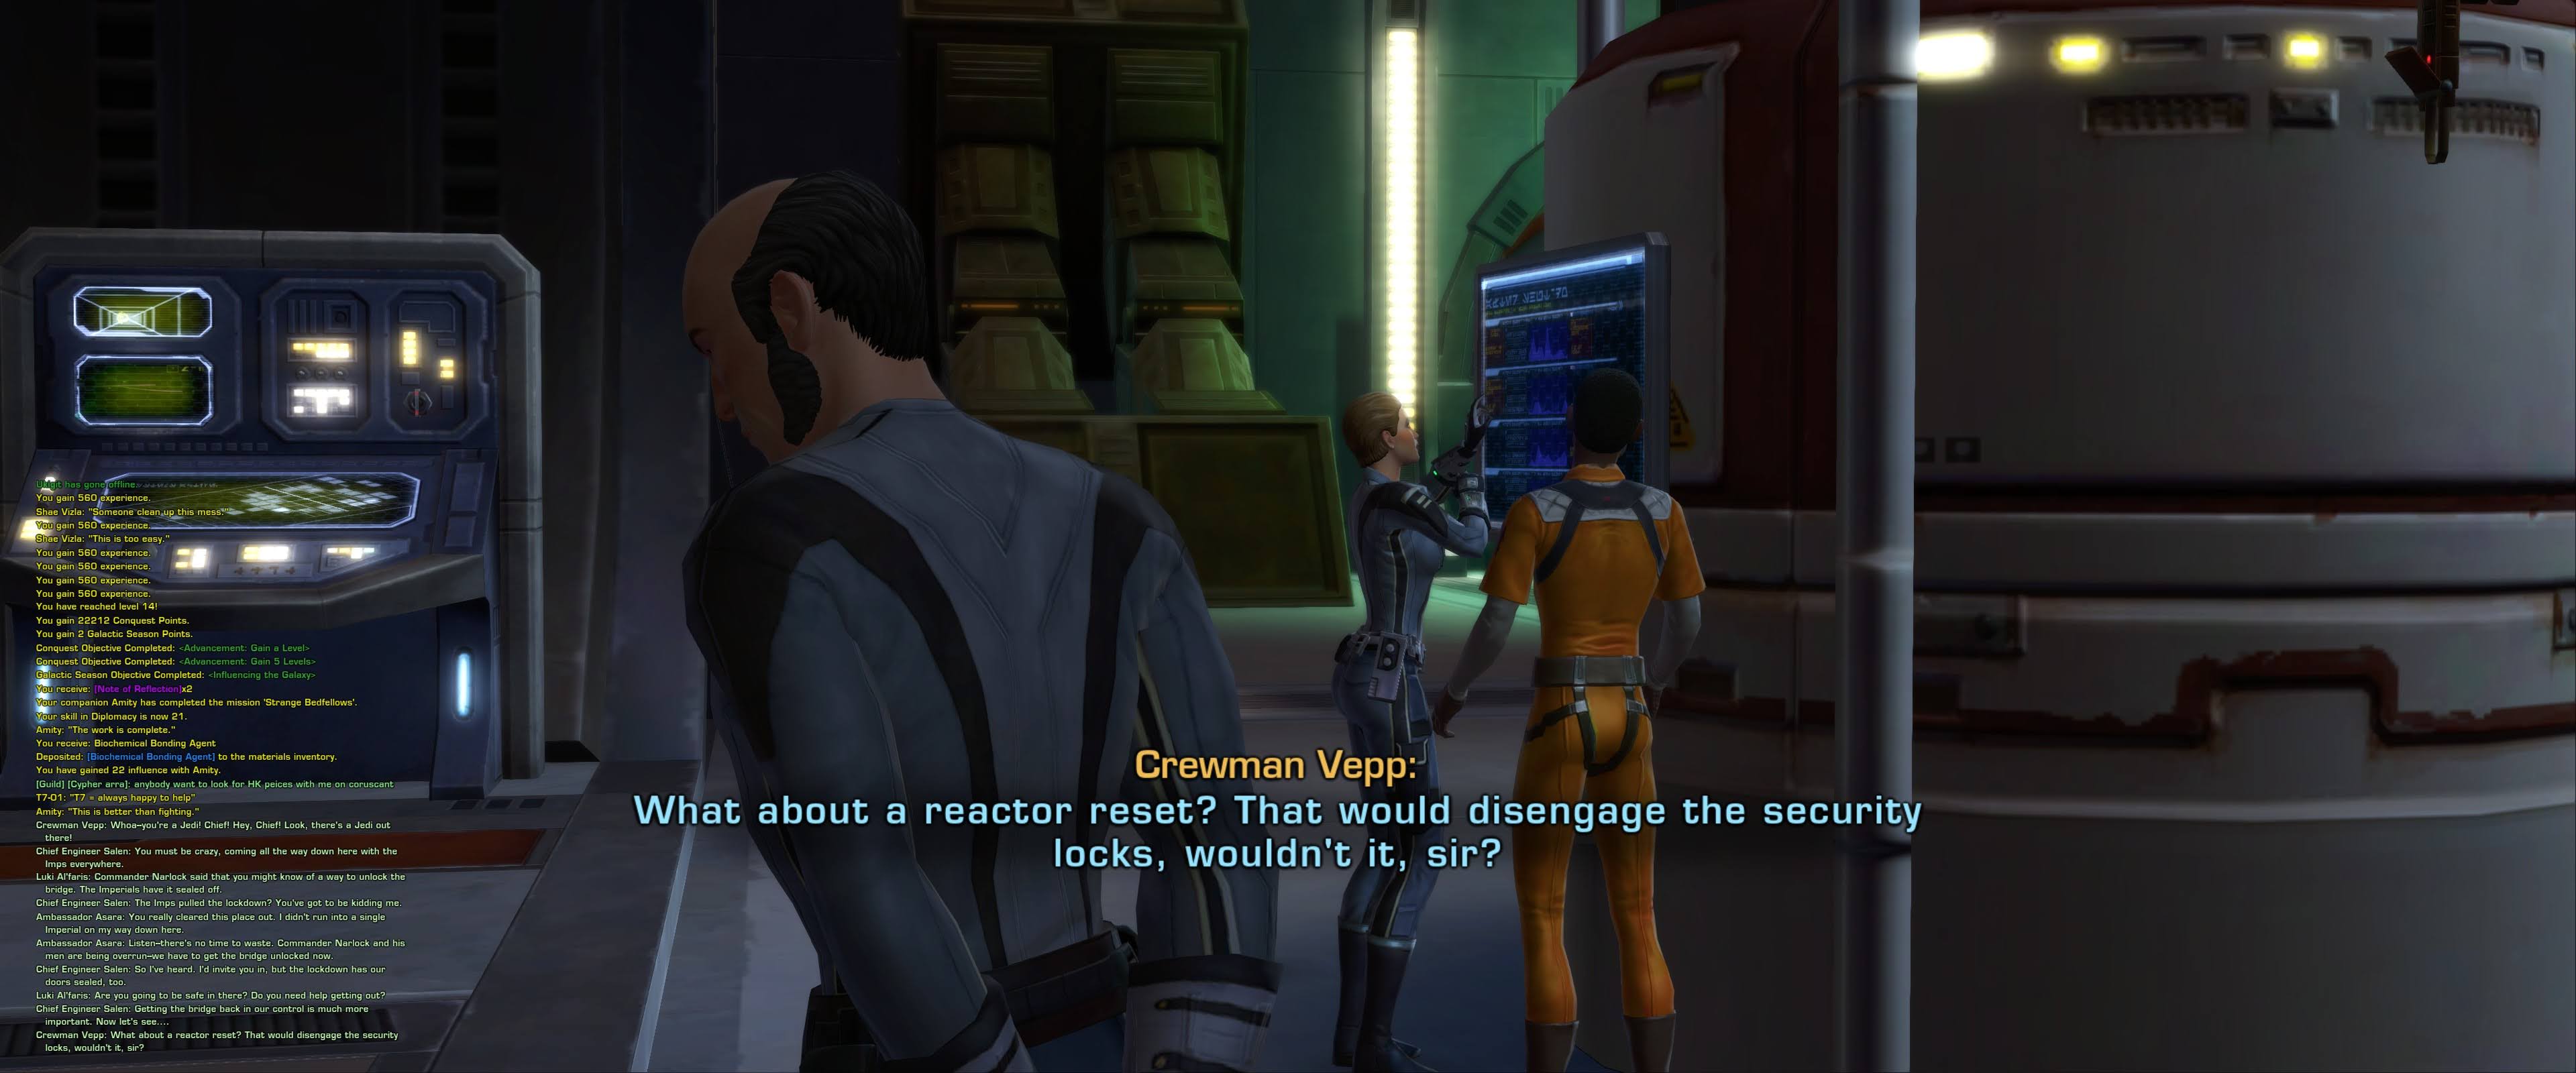 Ukigit has gone offline.
You gain 560 experience.
Shae Vizla: "Someone clean up this mess."
You gain 560 experience.
Shae Vizla: "This is too easy."
You gain 560 experience.
You gain 560 experience.
You gain 560 experience.
You gain 560 experience.
You have reached level 14!
You gain 22212 Conquest Points.
You gain 2 Galactic Season Points.
Conquest Objective Completed: <Advancement: Gain a Level>
Conquest Objective Completed: <Advancement: Gain 5 Levels>
Galactic Season Objective Completed: <Influencing the Galaxy>
You receive: [Note of Reflection]x2
Your companion Amity has completed the mission 'Strange Bedfellows'.
Your skill in Diplomacy is now 21.
Amity: "The work is complete."
You receive: Biochemical Bonding Agent
Deposited: [Biochemical Bonding Agent] to the materials inventory.
You have gained 22 influence with Amity.
[Guild] [Cypher arra]: anybody want to look for HK peices with me on coruscant
T7-01: "T7 = always happy to help"
Amity: "This is better than fighting."
Crewman Vepp: Whoa–you're a Jedi! Chief! Hey, Chief! Look, there's a Jedi out
there!
Chief Engineer Salen: You must be crazy, coming all the way down here with the
Imps everywhere.
Luki Al'faris: Commander Narlock said that you might know of a way to unlock the
bridge. The Imperials have it sealed off.
Chief Engineer Salen: The Imps pulled the lockdown? You've got to be kidding me.
Ambassador Asara: You really cleared this place out. I didn't run into a single
Imperial on my way down here.
Ambassador Asara: Listen–there's no time to waste. Commander Narlock and his
men are being overrun–we have to get the bridge unlocked now.
Chief Engineer Salen: So I've heard. I'd invite you in, but the lockdown has our
doors sealed, too.
Luki Al'faris: Are you going to be safe in there? Do you need help getting out?
Chief Engineer Salen: Getting the bridge back in our control is much more
important. Now let's see....
Crewman Vepp: What about a reactor reset? That would disengage the security
locks, wouldn't it, sir?
Crewman Vepp:
What about a reactor reset? That would disengage the security
locks, wouldn't it, sir?